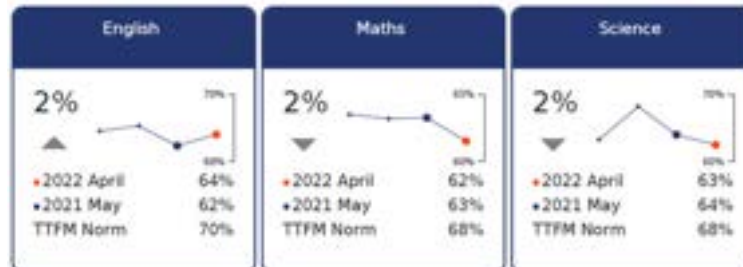 English
2%
70%
60%
2022 April 64%
2021 May 62%
TTFM Norm 70%
Maths
2%
60%
2022 April 62%
2021 May 63%
TTFM Norm 68%
Science
2%
70%
60%
2022 April 63%
2021 May 64%
TTFM Norm 68%